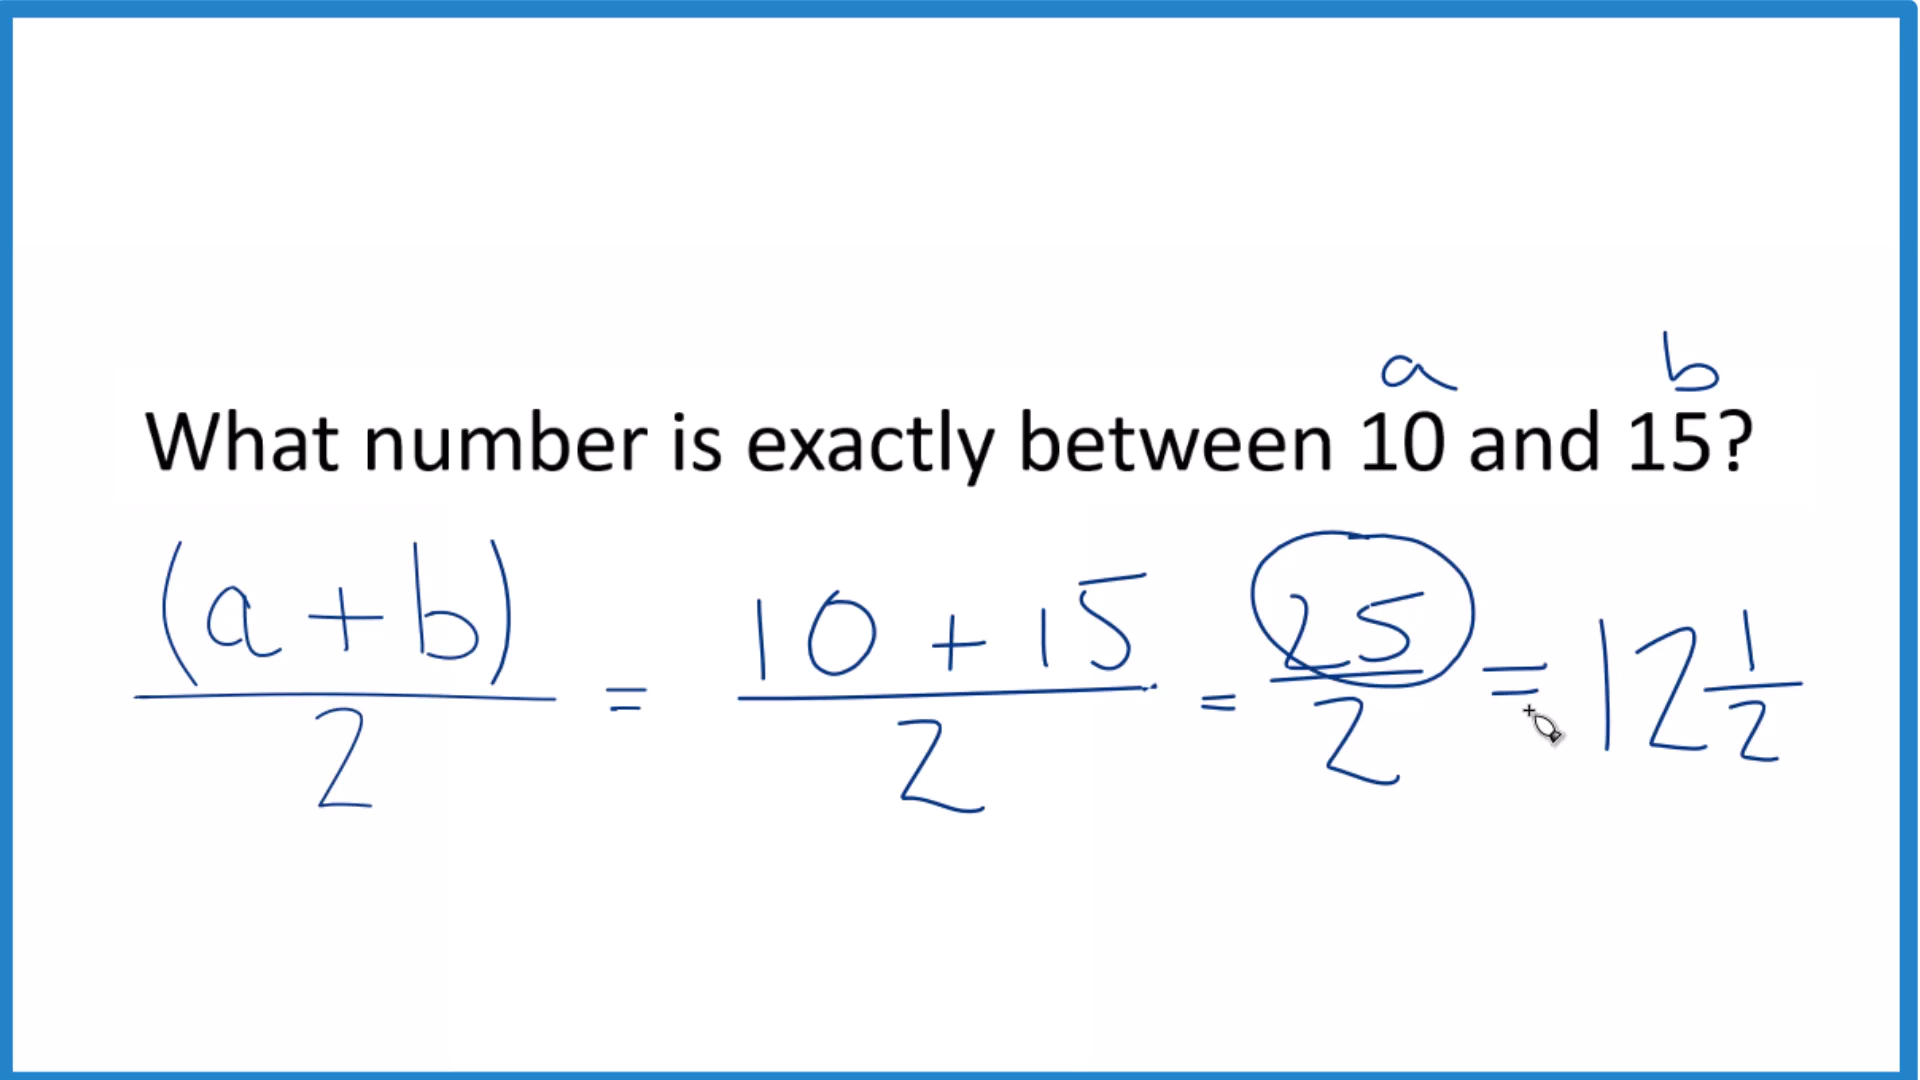 a b
What number is exactly between 10 and 15?
(a + b)/2 = 10 + 15/2 = 25/2 = 12 1/2